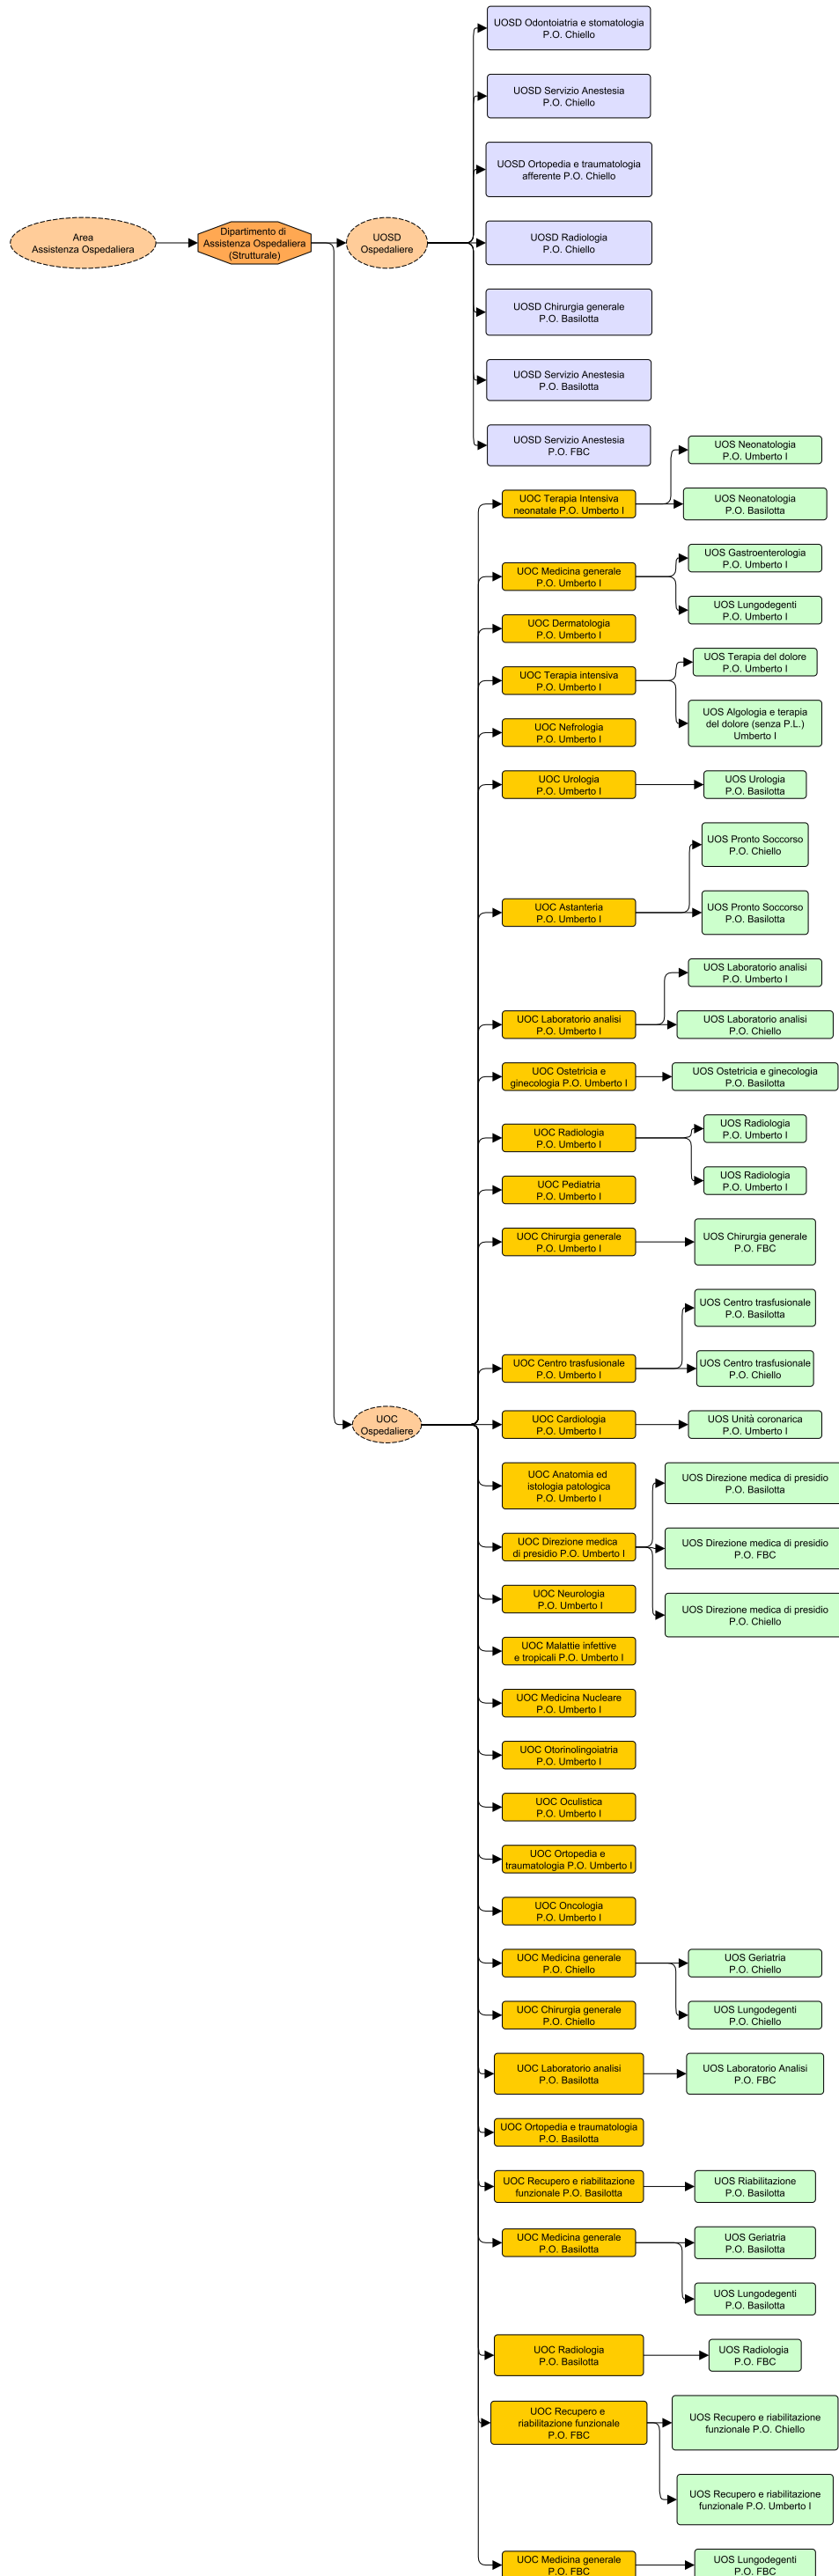 UOSD Odontoiatria e stomatologia
P.O. Chiello
UOSD Servizio Anestesia
P.O. Chiello
UOSD Ortopedia e traumatologia
afferente P.O. Chiello
Area
Assistenza Ospedaliera
Dipartimento di
Assistenza Ospedaliera
(Strutturale)
UOSD
Ospedaliere
UOSD Radiologia
P.O. Chiello
UOSD Chirurgia generale
P.O. Basilotta
UOSD Servizio Anestesia
P.O. Basilotta
UOSD Servizio Anestesia
P.O. FBC
UOS Neonatologia
P.O. Umberto I
UOC Terapia Intensiva
neonatale P.O. Umberto I
UOS Neonatologia
P.O. Basilotta
UOS Gastroenterologia
P.O. Umberto I
UOC Medicina generale
P.O. Umberto I
UOS Lungodegenti
P.O. Umberto I
UOC Dermatologia
P.O. Umberto I
UOS Terapia del dolore
P.O. Umberto I
UOC Terapia intensiva
P.O. Umberto I
UOS Algologia e terapia
del dolore (senza P.L.)
Umberto I
UOC Nefrologia
P.O. Umberto I
UOC Urologia
P.O. Umberto I
UOS Urologia
P.O. Basilotta
UOS Pronto Soccorso
P.O. Chiello
UOC Astanteria
P.O. Umberto I
UOS Pronto Soccorso
P.O. Basilotta
UOS Laboratorio analisi
P.O. Umberto I
UOC Laboratorio analisi
P.O. Umberto I
UOS Laboratorio analisi
P.O. Chiello
UOC Ostetricia e
ginecologia P.O. Umberto I
UOS Ostetricia e ginecologia
P.O. Basilotta
UOS Radiologia
P.O. Umberto I
UOC Radiologia
P.O. Umberto I
UOS Radiologia
P.O. Umberto I
UOC Pediatria
P.O. Umberto I
UOC Chirurgia generale
P.O. Umberto I
UOS Chirurgia generale
P.O. FBC
UOS Centro trasfusionale
P.O. Basilotta
UOC Centro trasfusionale
P.O. Umberto I
UOS Centro trasfusionale
P.O. Chiello
UOC
Ospedaliere
UOC Cardiologia
P.O. Umberto I
UOS Unità coronarica
P.O. Umberto I
UOC Anatomia ed
istologia patologica
P.O. Umberto I
UOS Direzione medica di presidio
P.O. Basilotta
UOC Direzione medica
di presidio P.O. Umberto I
UOS Direzione medica di presidio
P.O. FBC
UOC Neurologia
P.O. Umberto I
UOS Direzione medica di presidio
P.O. Chiello
UOC Malattie infettive
e tropicali P.O. Umberto I
UOC Medicina Nucleare
P.O. Umberto I
UOC Otorinolingoiatria
P.O. Umberto I
UOC Oculistica
P.O. Umberto I
UOC Ortopedia e
traumatologia P.O. Umberto I
UOC Oncologia
P.O. Umberto I
UOC Medicina generale
P.O. Chiello
UOS Geriatria
P.O. Chiello
UOC Chirurgia generale
P.O. Chiello
UOS Lungodegenti
P.O. Chiello
UOC Laboratorio analisi
P.O. Basilotta
UOS Laboratorio Analisi
P.O. FBC
UOC Ortopedia e traumatologia
P.O. Basilotta
UOC Recupero e riabilitazione
funzionale P.O. Basilotta
UOS Riabilitazione
P.O. Basilotta
UOC Medicina generale
P.O. Basilotta
UOS Geriatria
P.O. Basilotta
UOS Lungodegenti
P.O. Basilotta
UOC Radiologia
P.O. Basilotta
UOS Radiologia
P.O. FBC
UOC Recupero e
riabilitazione funzionale
P.O. FBC
UOS Recupero e riabilitazione
funzionale P.O. Chiello
UOS Recupero e riabilitazione
funzionale P.O. Umberto I
UOC Medicina generale
P.O. FBC
UOS Lungodegenti
P.O. FBC